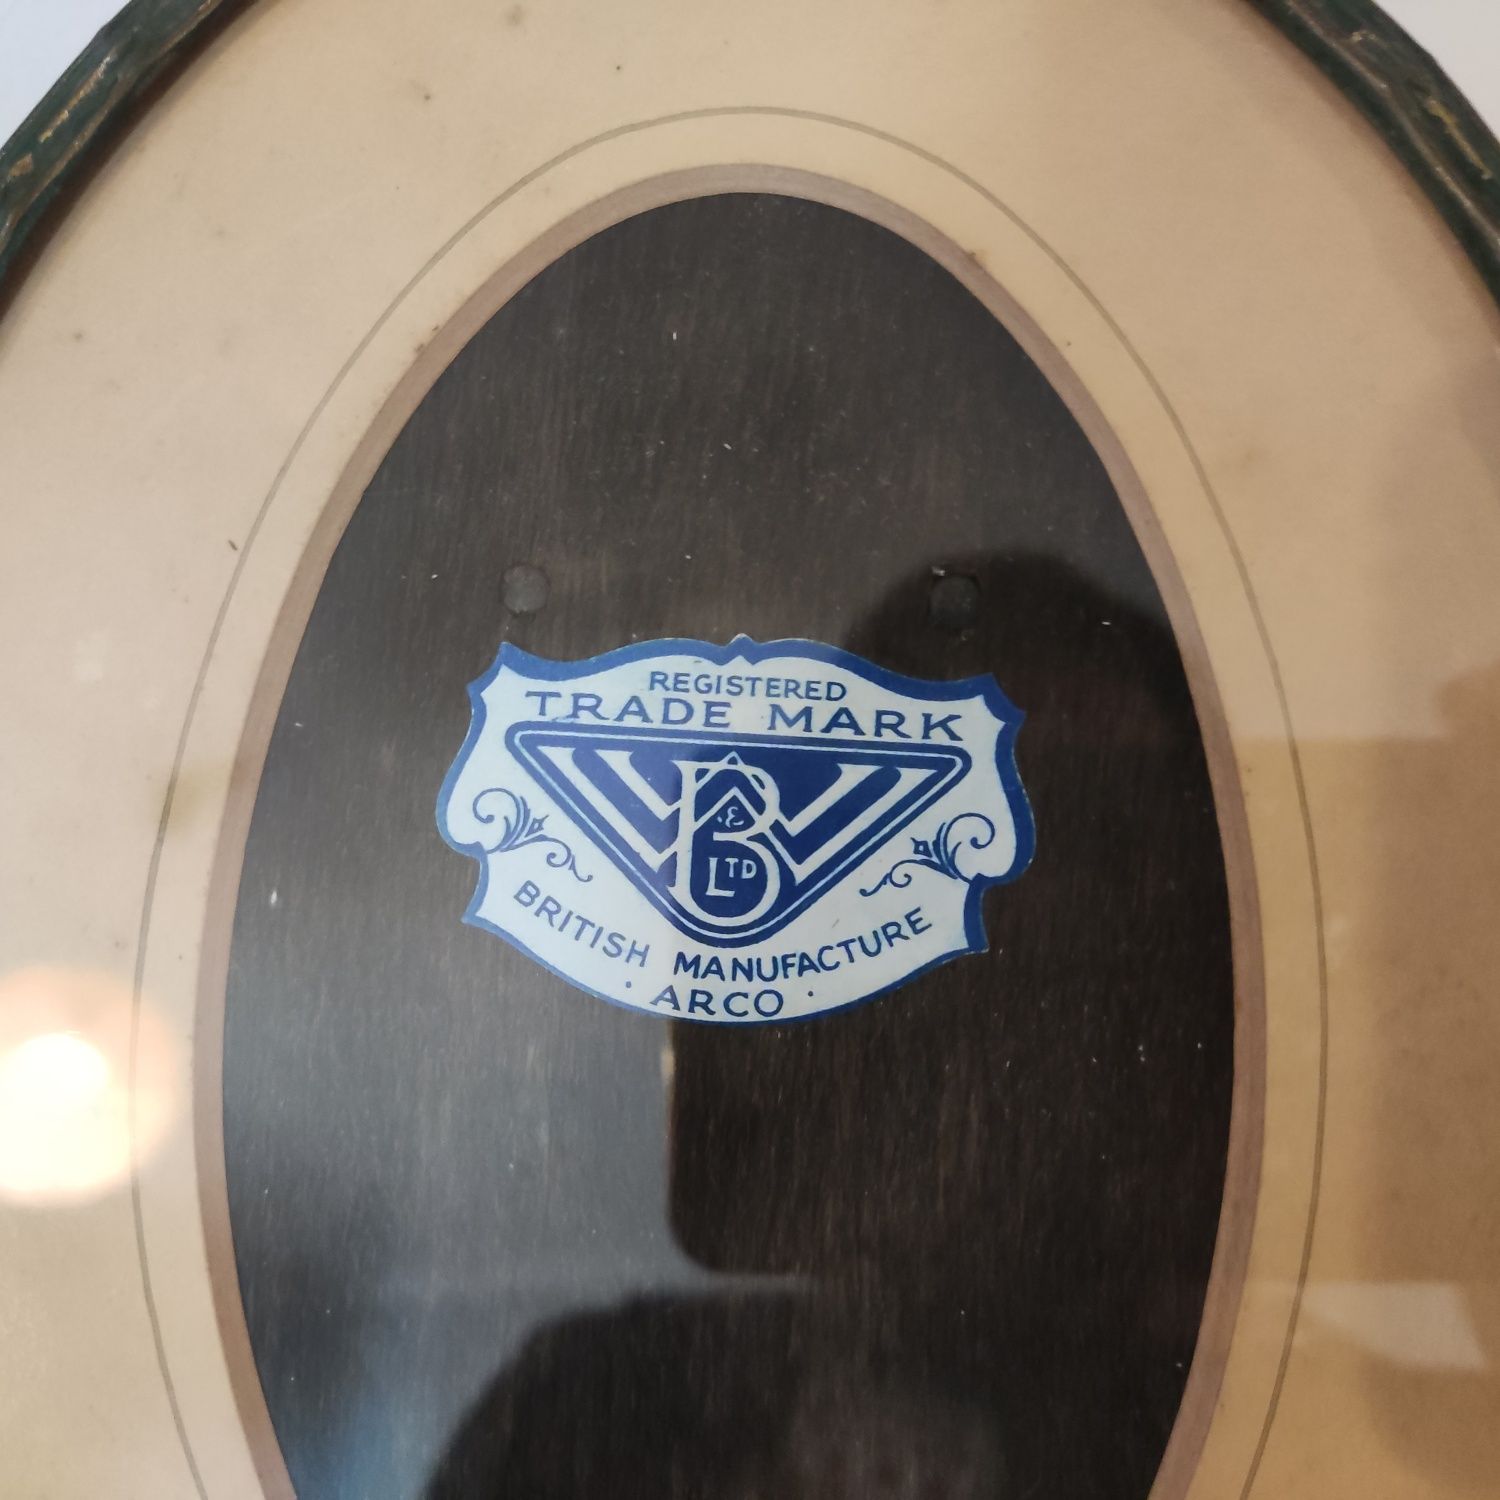 REGISTERED
TRADE MARK
W B & W
LTD
BRITISH MANUFACTURE
· ARCO ·